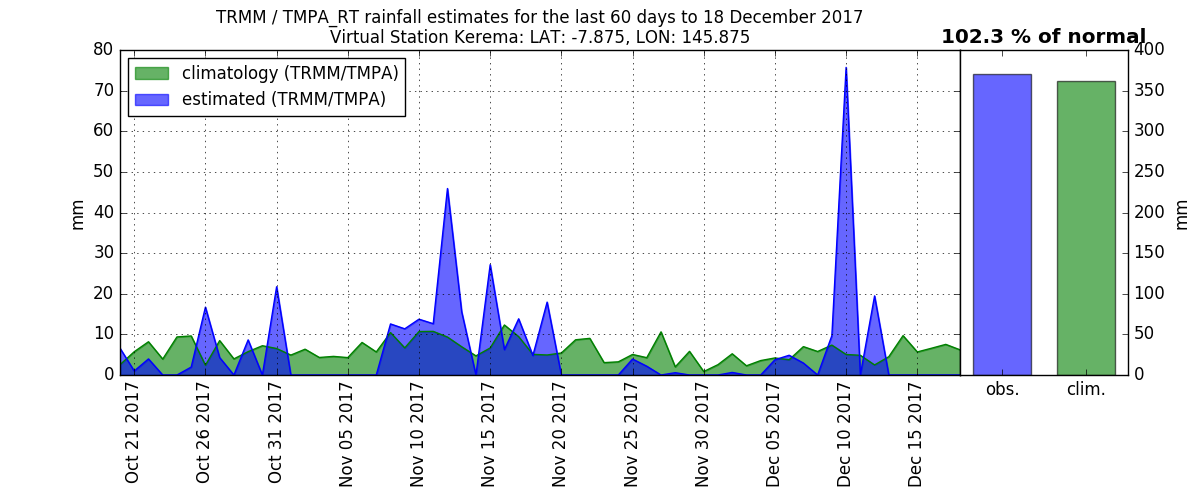 TRMM / TMPA_RT rainfall estimates for the last 60 days to 18 December 2017
Virtual Station Kerema: LAT: -7.875, LON: 145.875
102.3 % of normal
climatology (TRMM/TMPA)
estimated (TRMM/TMPA)
80
70
60
50
40
30
20
10
0
mm
Oct 21 2017
Oct 26 2017
Oct 31 2017
Nov 05 2017
Nov 10 2017
Nov 15 2017
Nov 20 2017
Nov 25 2017
Nov 30 2017
Dec 05 2017
Dec 10 2017
Dec 15 2017
obs.
clim.
400
350
300
250
200
150
100
50
0
mm